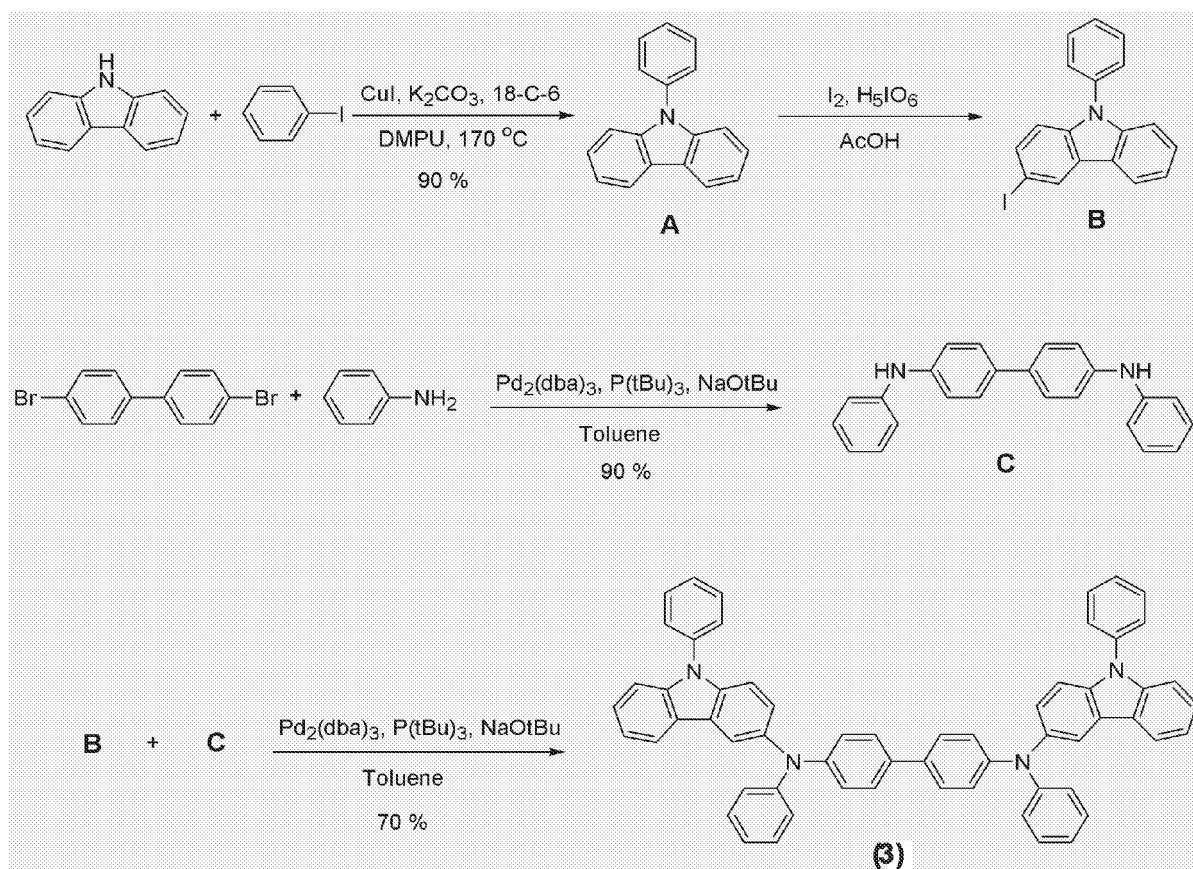 H
N
+
I
CuI, K2CO3, 18-C-6
DMPU, 170 °C
90 %
N
A
I2, H5IO6
AcOH
N
I
B
Br
Br
+
NH2
Pd2(dba)3, P(tBu)3, NaOtBu
Toluene
90 %
HN
NH
C
B + C
Pd2(dba)3, P(tBu)3, NaOtBu
Toluene
70 %
N
N
N
N
(3)